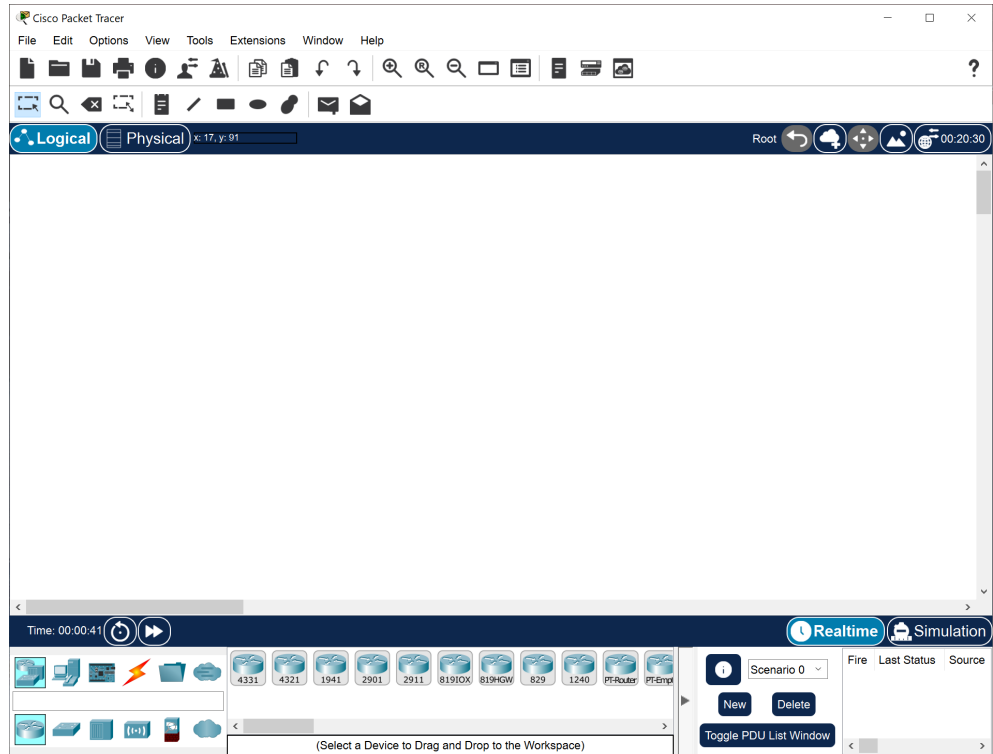 Cisco Packet Tracer
File Edit Options View Tools Extensions Window Help
?
Logical Physical x: 17, y: 91 Root 00:20:30
Time: 00:00:41 Realtime Simulation
4331 4321 1941 2901 2911 819IOX 819HGW 829 1240 PT-Router PT-Empt
Scenario 0 Fire Last Status Source
New Delete
Toggle PDU List Window
(Select a Device to Drag and Drop to the Workspace)